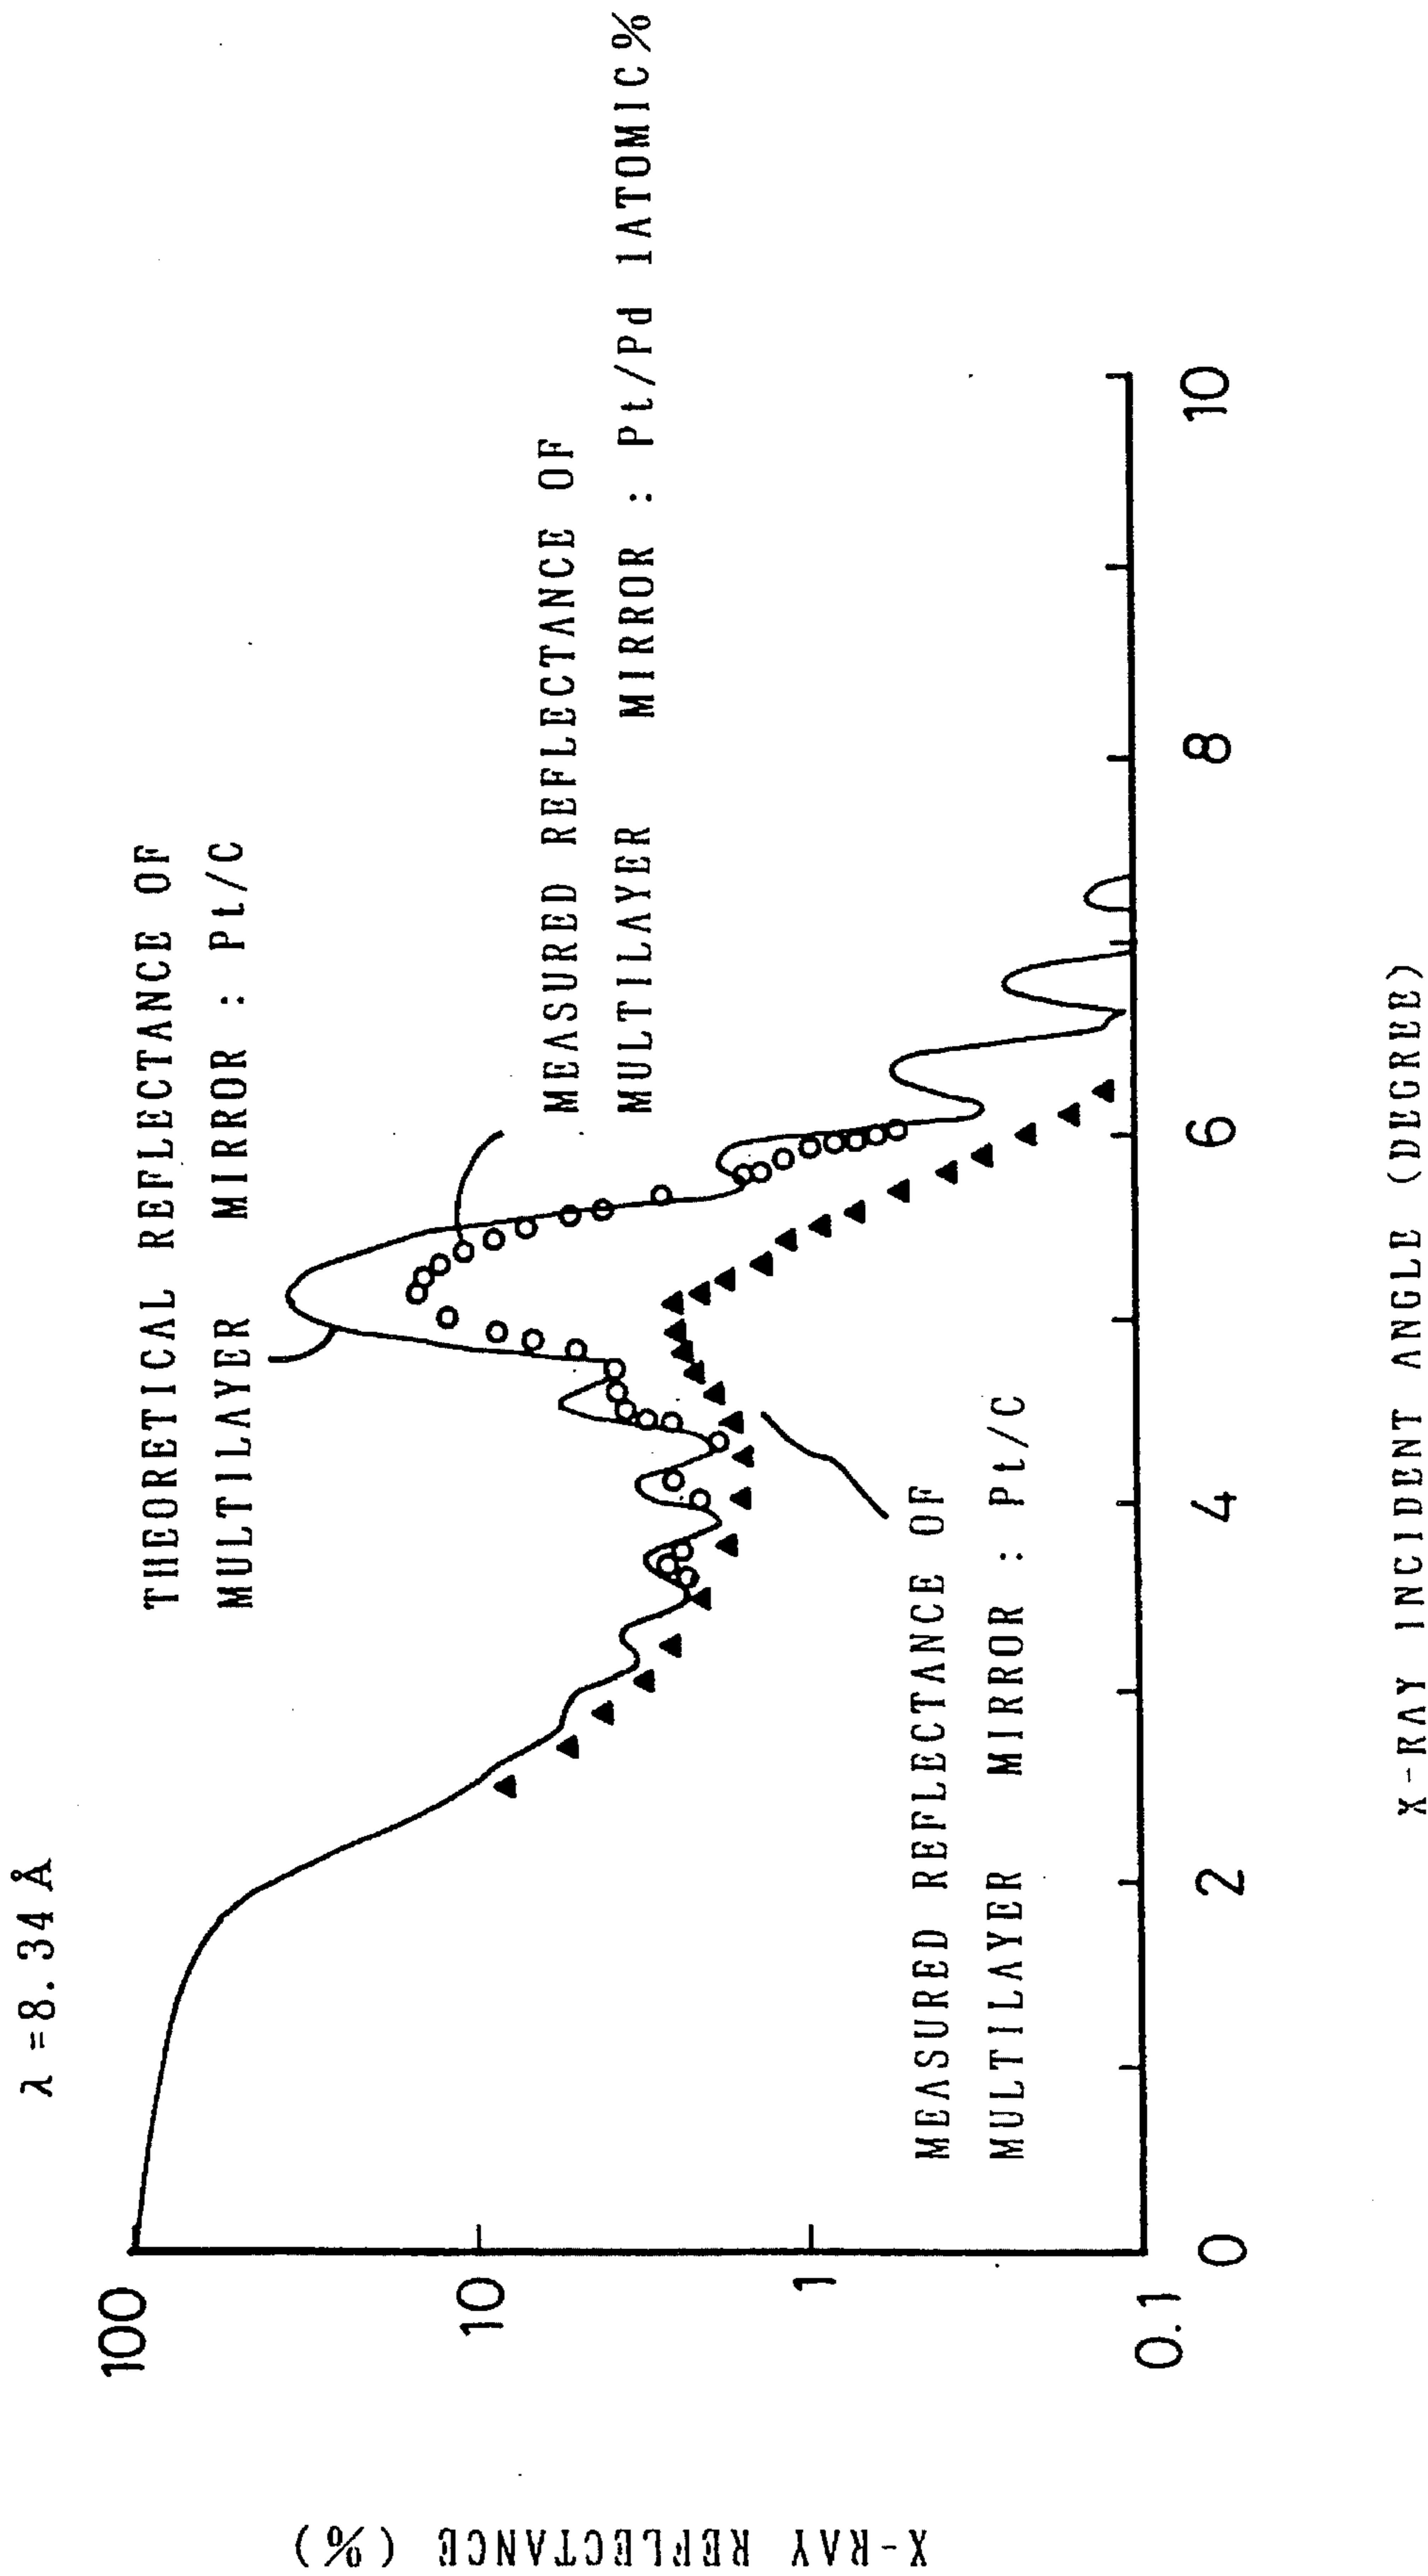 λ =8.34 Å
THEORETICAL REFLECTANCE OF
MULTILAYER MIRROR : Pt/C
MEASURED REFLECTANCE OF
MULTILAYER MIRROR : Pt/Pd 1ATOMIC%
MEASURED REFLECTANCE OF
MULTILAYER MIRROR : Pt/C
X-RAY REFLECTANCE (%)
100
10
1
0.1
0
2
4
6
8
10
X-RAY INCIDENT ANGLE (DEGREE)